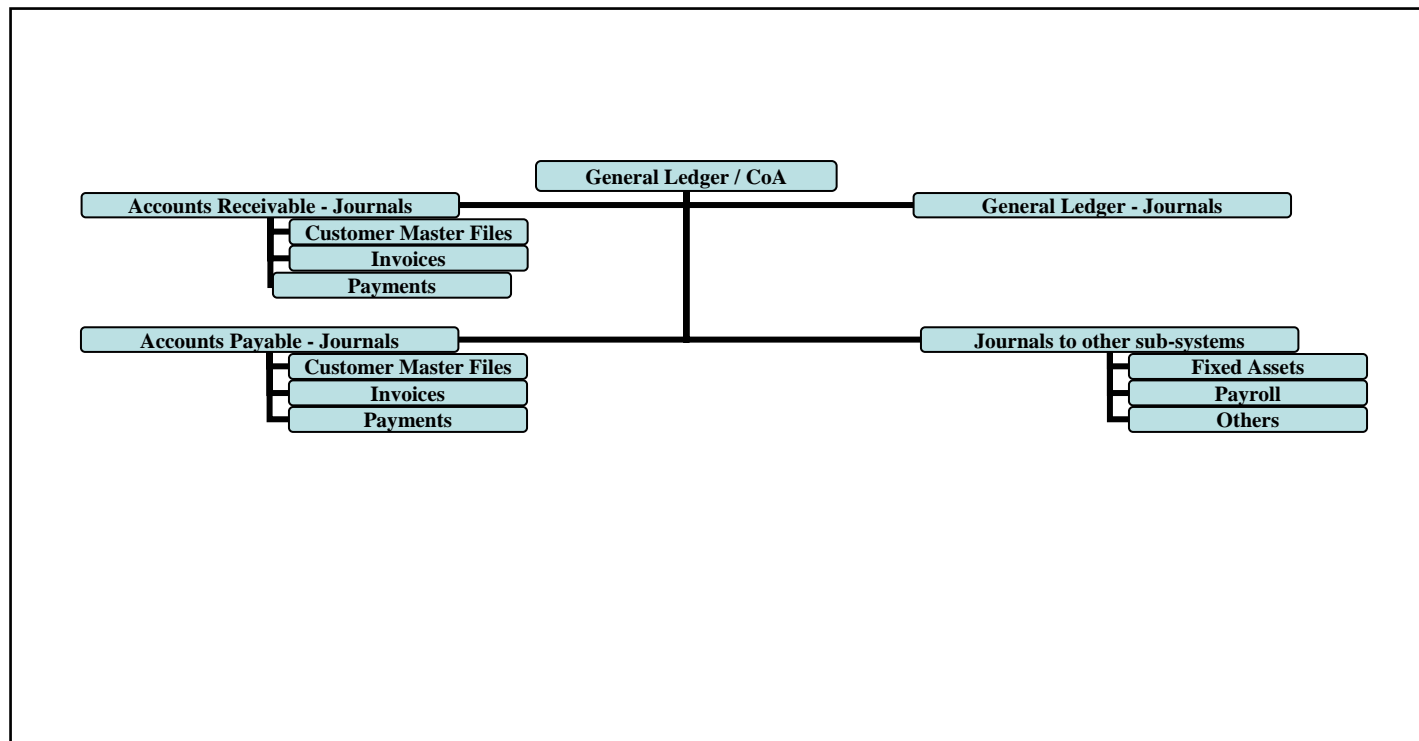 General Ledger / CoA
Accounts Receivable - Journals
General Ledger - Journals
Customer Master Files
Invoices
Payments
Accounts Payable - Journals
Journals to other sub-systems
Customer Master Files
Fixed Assets
Invoices
Payroll
Payments
Others